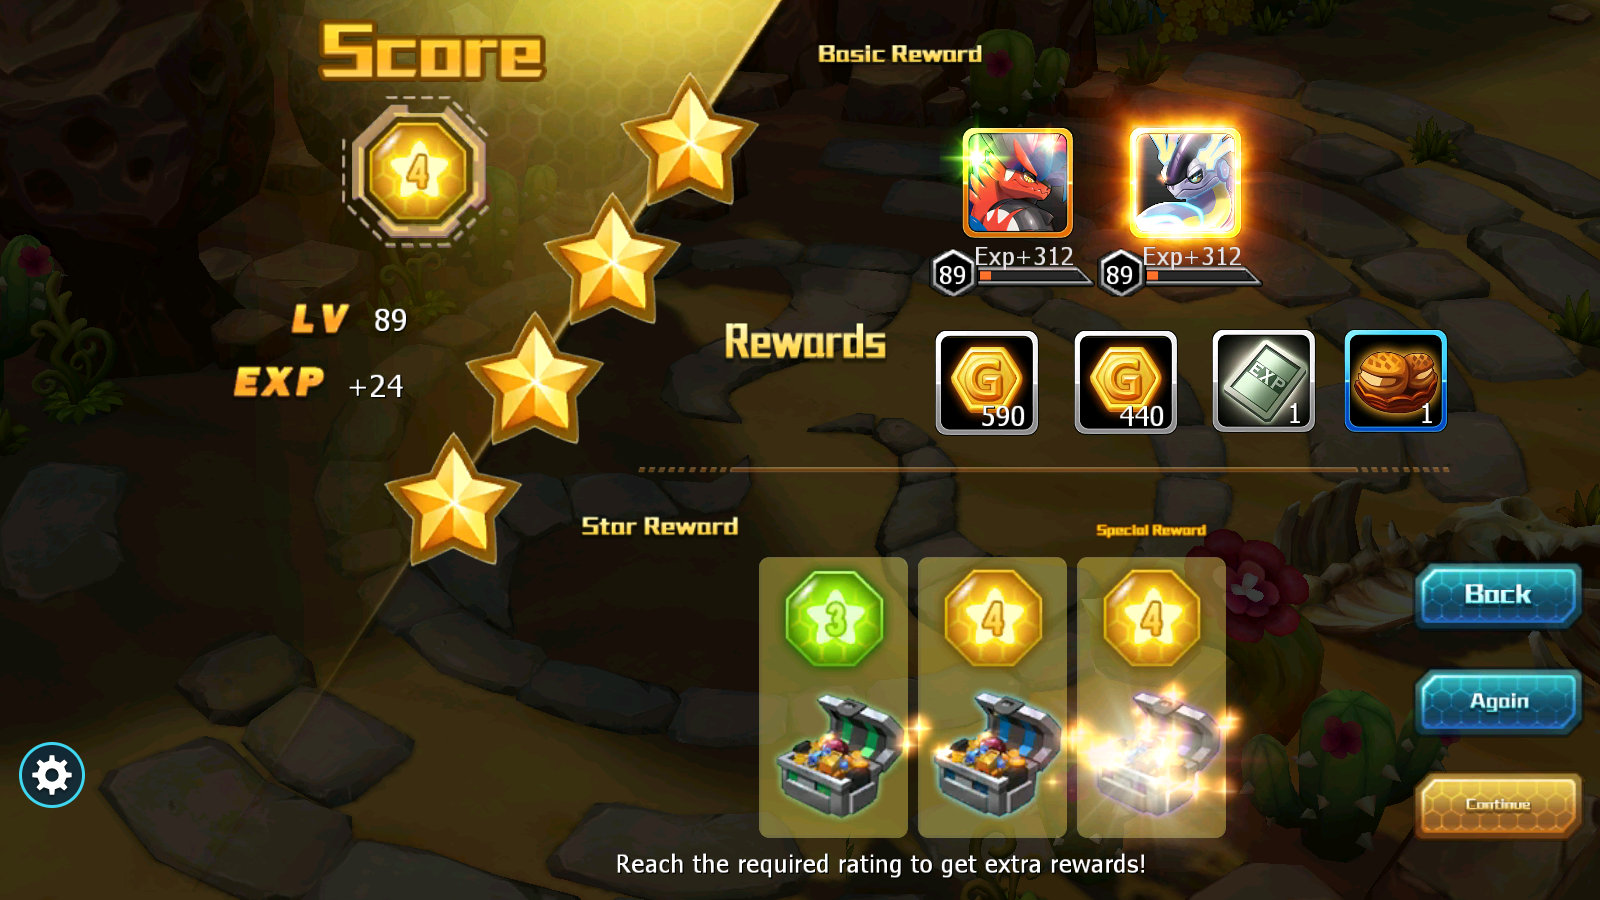 Score
4
LV 89
EXP +24
Basic Reward
Exp+312
89
Exp+312
89
Rewards
G
590
G
440
EXP
1
1
Star Reward
Special Reward
3
4
4
Back
Again
Continue
Reach the required rating to get extra rewards!